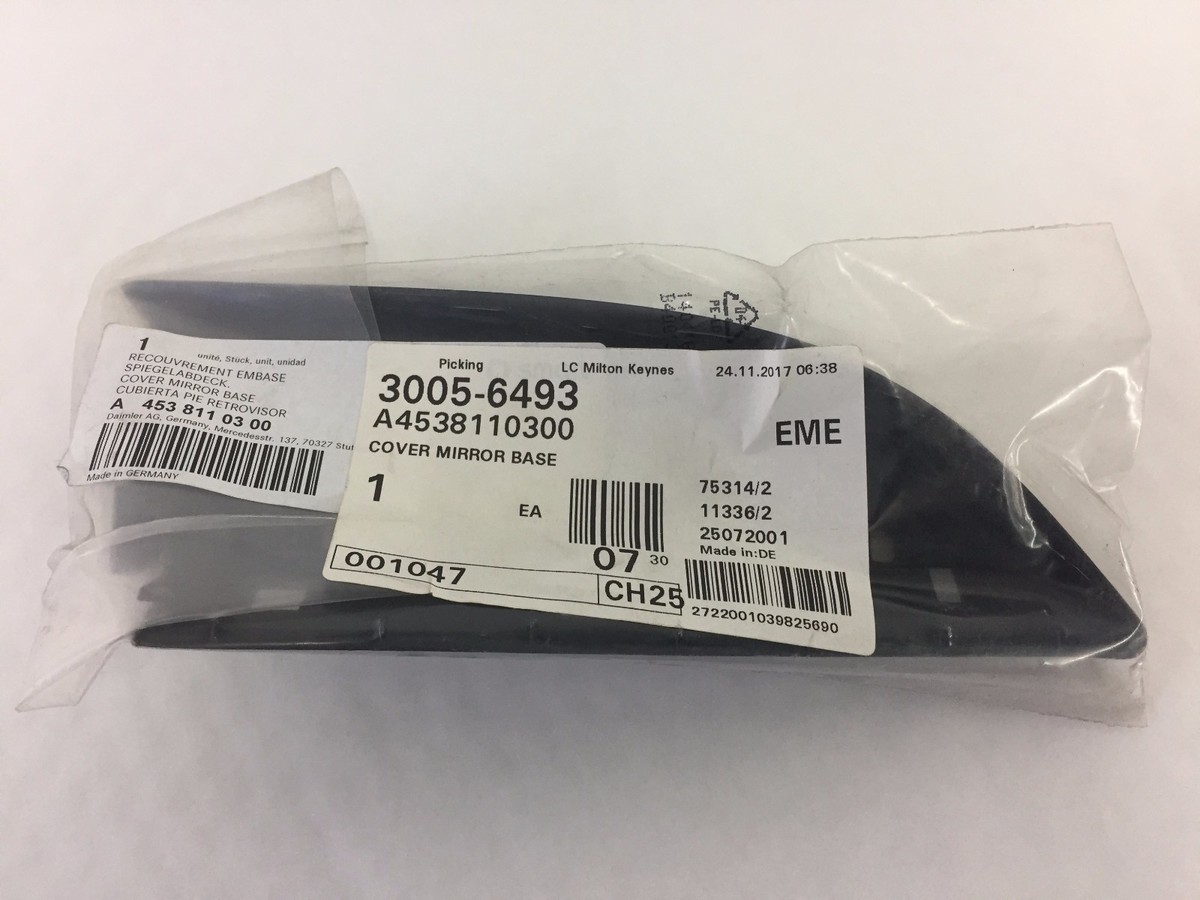 1 unité, Stück, unit, unidad
RECOUVREMENT EMBASE
SPIEGELABDECK.
COVER MIRROR BASE
CUBIERTA PIE RETROVISOR
A 453 811 03 00
Daimler AG, Germany, Mercedesstr. 137, 70327
Made in GERMANY
Picking LC Milton Keynes 24.11.2017 06:38
3005-6493
A4538110300
COVER MIRROR BASE
EME
1
EA
75314/2
11336/2
25072001
Made in:DE
07 30
001047
CH25
2722001039825690
04